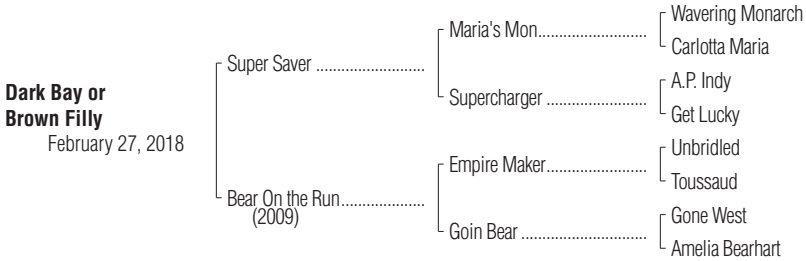 Dark Bay or
Brown Filly
February 27, 2018
Super Saver ........................
Bear On the Run...................
(2009)
Maria's Mon........................
Supercharger ......................
Empire Maker......................
Goin Bear ...........................
Wavering Monarch
Carlotta Maria
A.P. Indy
Get Lucky
Unbridled
Toussaud
Gone West
Amelia Bearhart